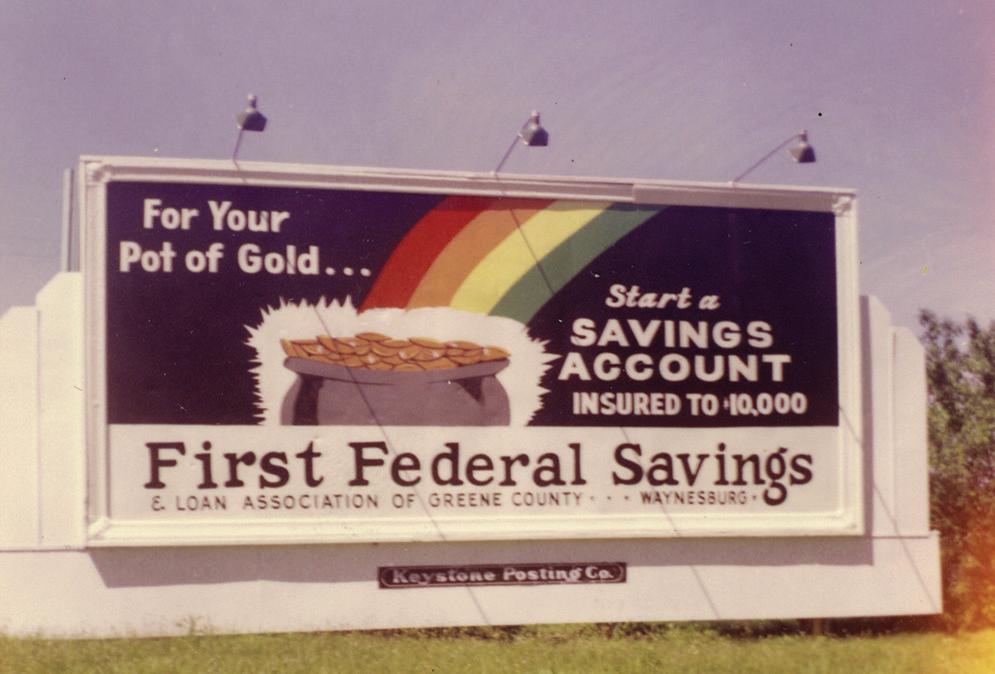 For Your
Pot of Gold...
Start a
SAVINGS
ACCOUNT
INSURED TO $10,000
First Federal Savings
& LOAN ASSOCIATION OF GREENE COUNTY · · · WAYNESBURG ·
Keystone Posting Co.